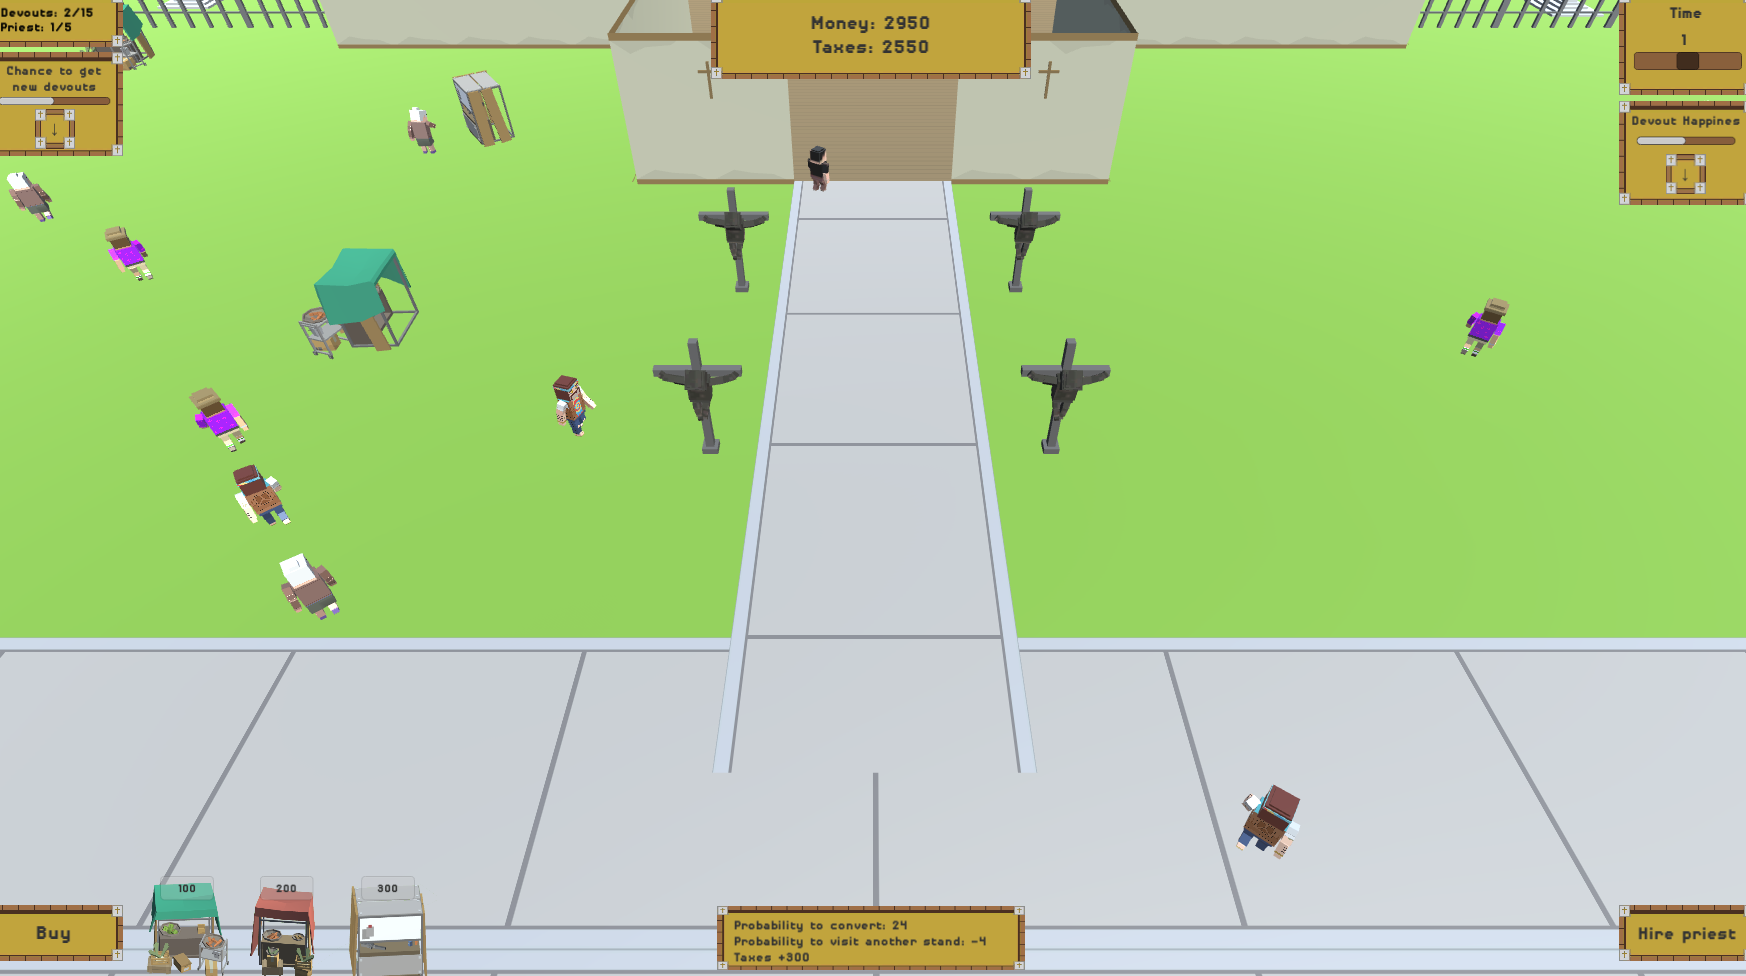 Devouts: 2/15
Priest: 1/5
Chance to get
new devouts
↓
Money: 2950
Taxes: 2550
Time
1
Devout Happines
↓
Buy
100
200
300
Probability to convert: 24
Probability to visit another stand: -4
Taxes +300
Hire priest